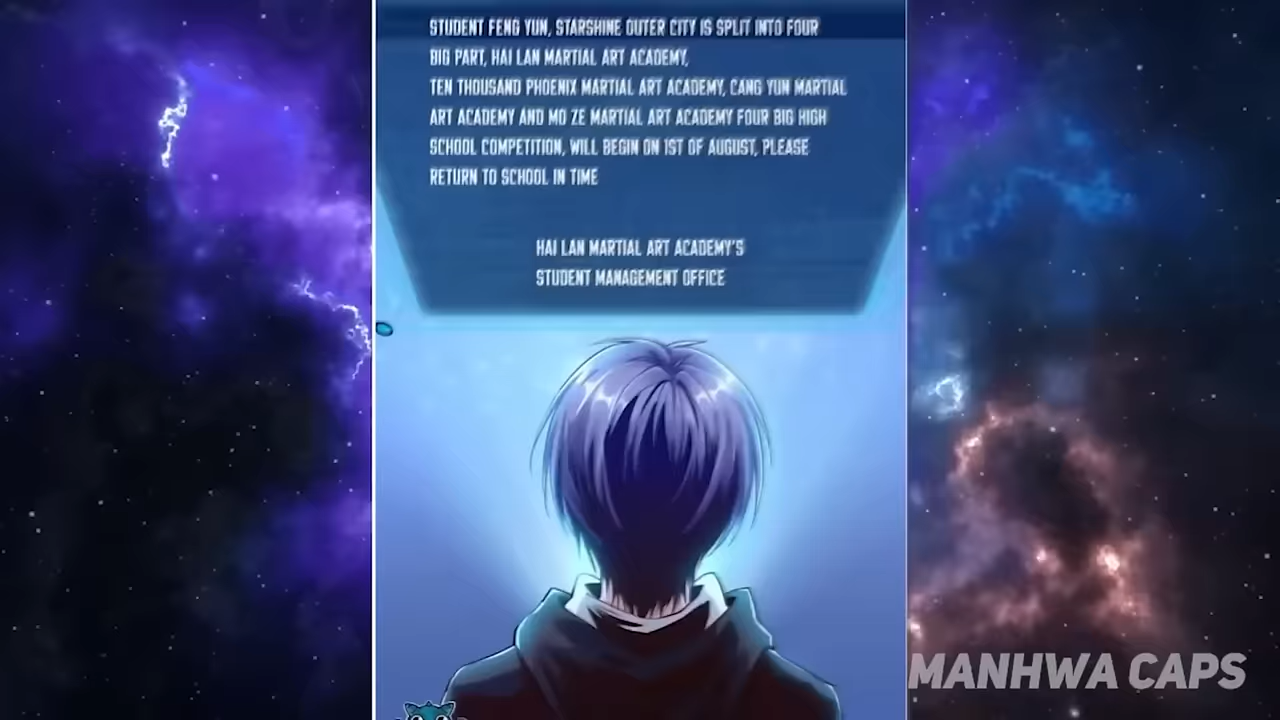 STUDENT FENG YUN, STARSHINE OUTER CITY IS SPLIT INTO FOUR
BIG PART, HAI LAN MARTIAL ART ACADEMY,
TEN THOUSAND PHOENIX MARTIAL ART ACADEMY, CANG YUN MARTIAL
ART ACADEMY AND MO ZE MARTIAL ART ACADEMY FOUR BIG HIGH
SCHOOL COMPETITION, WILL BEGIN ON 1ST OF AUGUST, PLEASE
RETURN TO SCHOOL IN TIME
HAI LAN MARTIAL ART ACADEMY'S
STUDENT MANAGEMENT OFFICE
MANHWA CAPS